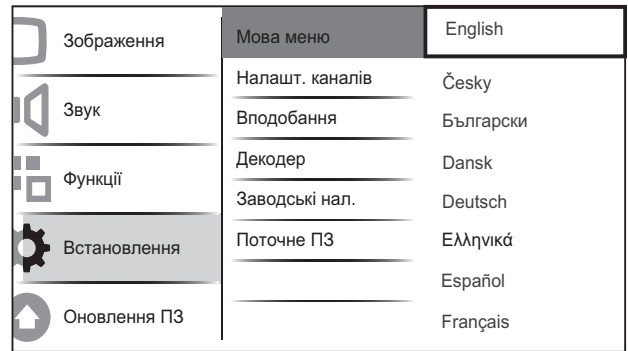 Зображення
Звук
Функції
Встановлення
Оновлення ПЗ
Мова меню
Налашт. каналів
Вподобання
Декодер
Заводські нал.
Поточне ПЗ
English
Česky
Български
Dansk
Deutsch
Ελληνικά
Español
Français